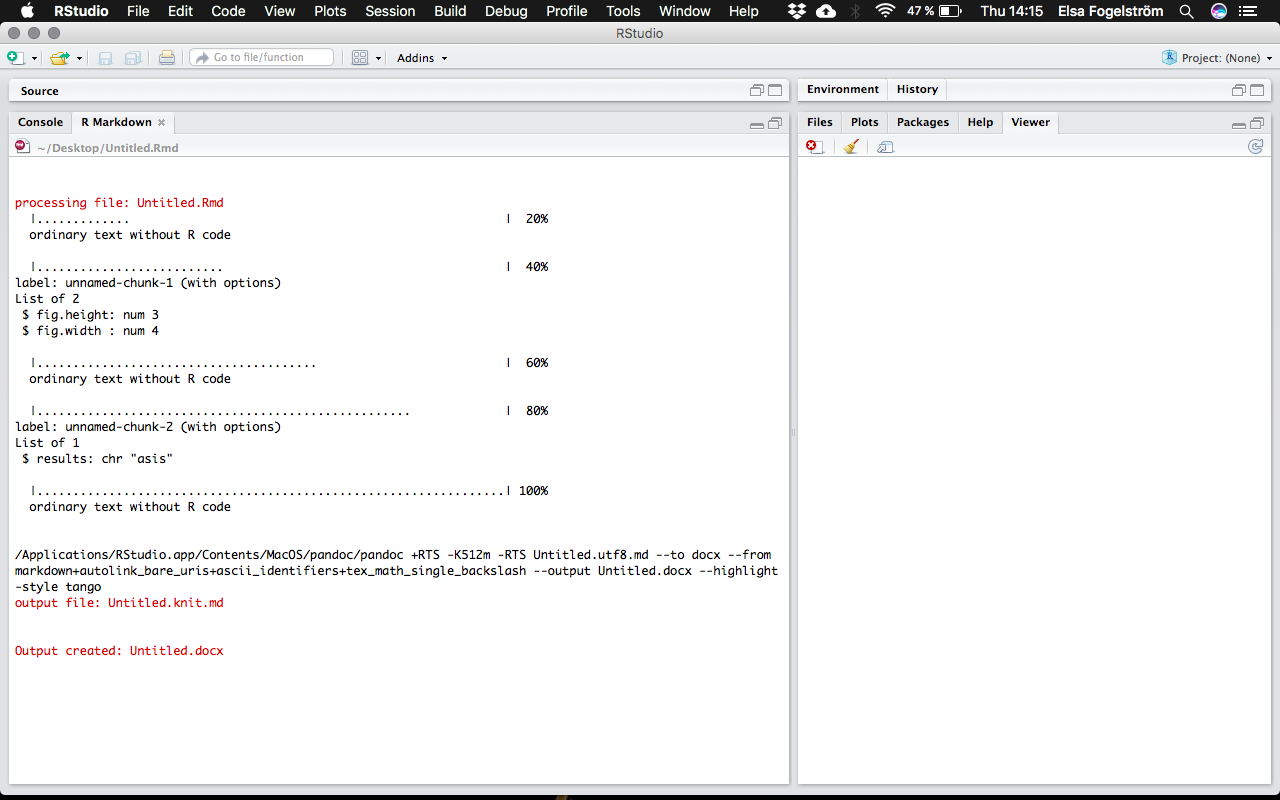 RStudio File Edit Code View Plots Session Build Debug Profile Tools Window Help 47 % Thu 14:15 Elsa Fogelström
RStudio
Go to file/function Addins Project: (None)
Source
Environment History
Console R Markdown
Files Plots Packages Help Viewer
~/Desktop/Untitled.Rmd
processing file: Untitled.Rmd
|............. | 20%
ordinary text without R code
|.......................... | 40%
label: unnamed-chunk-1 (with options)
List of 2
$ fig.height: num 3
$ fig.width : num 4
|....................................... | 60%
ordinary text without R code
|.................................................... | 80%
label: unnamed-chunk-2 (with options)
List of 1
$ results: chr "asis"
|.................................................................| 100%
ordinary text without R code
/Applications/RStudio.app/Contents/MacOS/pandoc/pandoc +RTS -K512m -RTS Untitled.utf8.md --to docx --from
markdown+autolink_bare_uris+ascii_identifiers+tex_math_single_backslash --output Untitled.docx --highlight
-style tango
output file: Untitled.knit.md
Output created: Untitled.docx